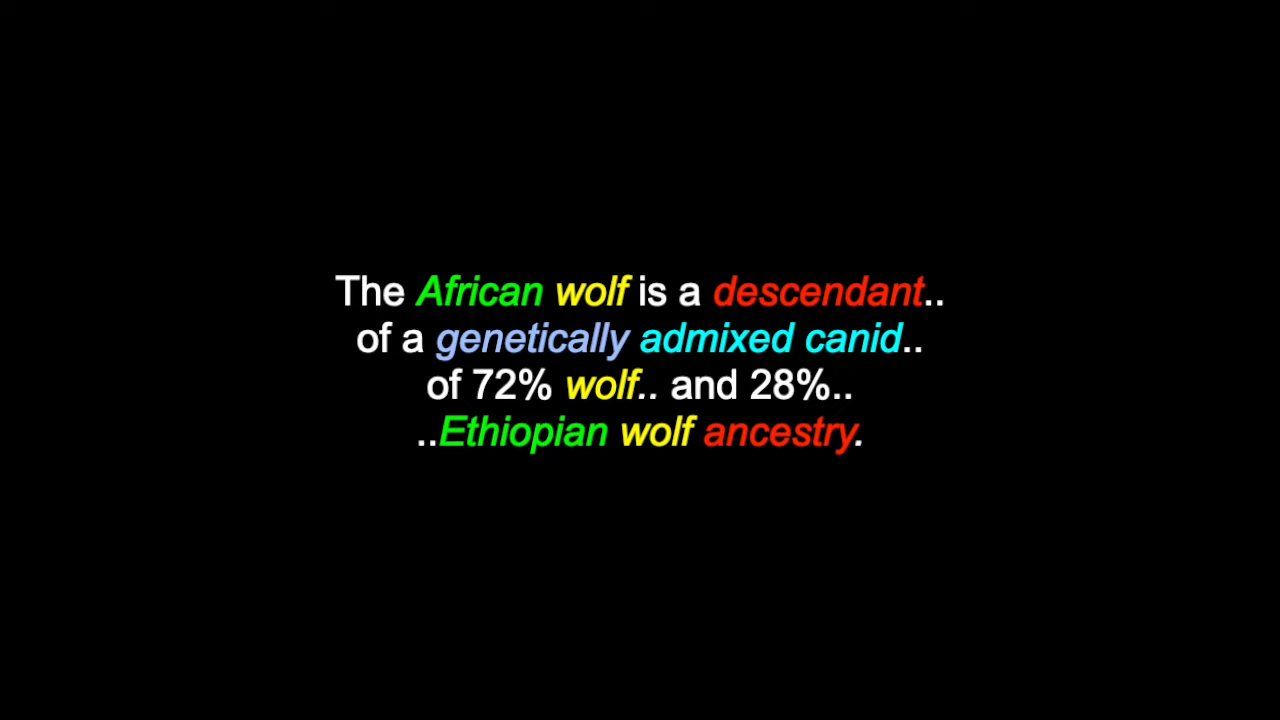 The African wolf is a descendant..
of a genetically admixed canid..
of 72% wolf.. and 28%..
..Ethiopian wolf ancestry.